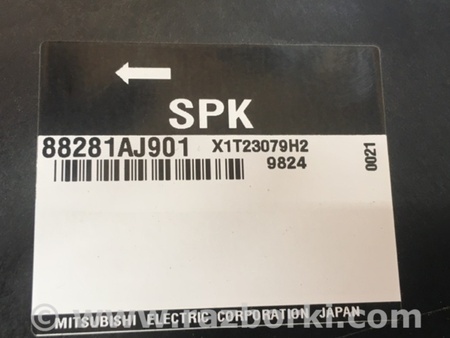 SPK
88281AJ901 X1T23079H2
9824
0021
MITSUBISHI ELECTRIC CORPORATION JAPAN
© www.razborki.com